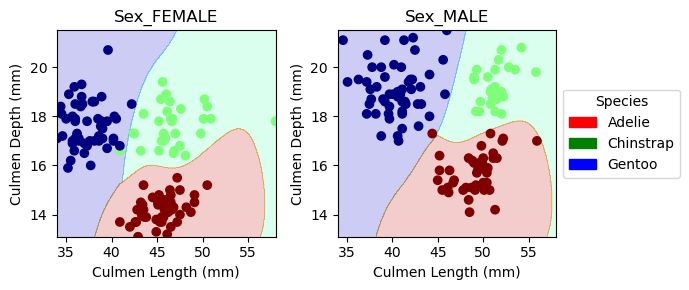 Sex_FEMALE
Sex_MALE
Culmen Depth (mm)
20
18
16
14
35 40 45 50 55
Culmen Length (mm)
Culmen Depth (mm)
20
18
16
14
35 40 45 50 55
Culmen Length (mm)
Species
Adelie
Chinstrap
Gentoo